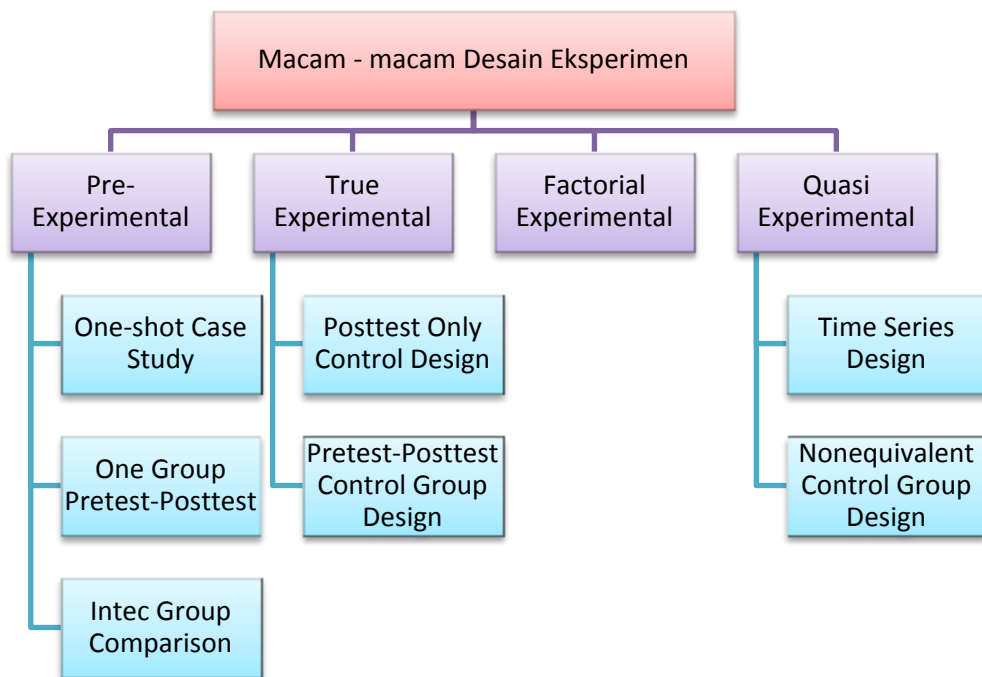 Macam - macam Desain Eksperimen
Pre-
Experimental
True
Experimental
Factorial
Experimental
Quasi
Experimental
One-shot Case
Study
One Group
Pretest-Posttest
Intec Group
Comparison
Posttest Only
Control Design
Pretest-Posttest
Control Group
Design
Time Series
Design
Nonequivalent
Control Group
Design